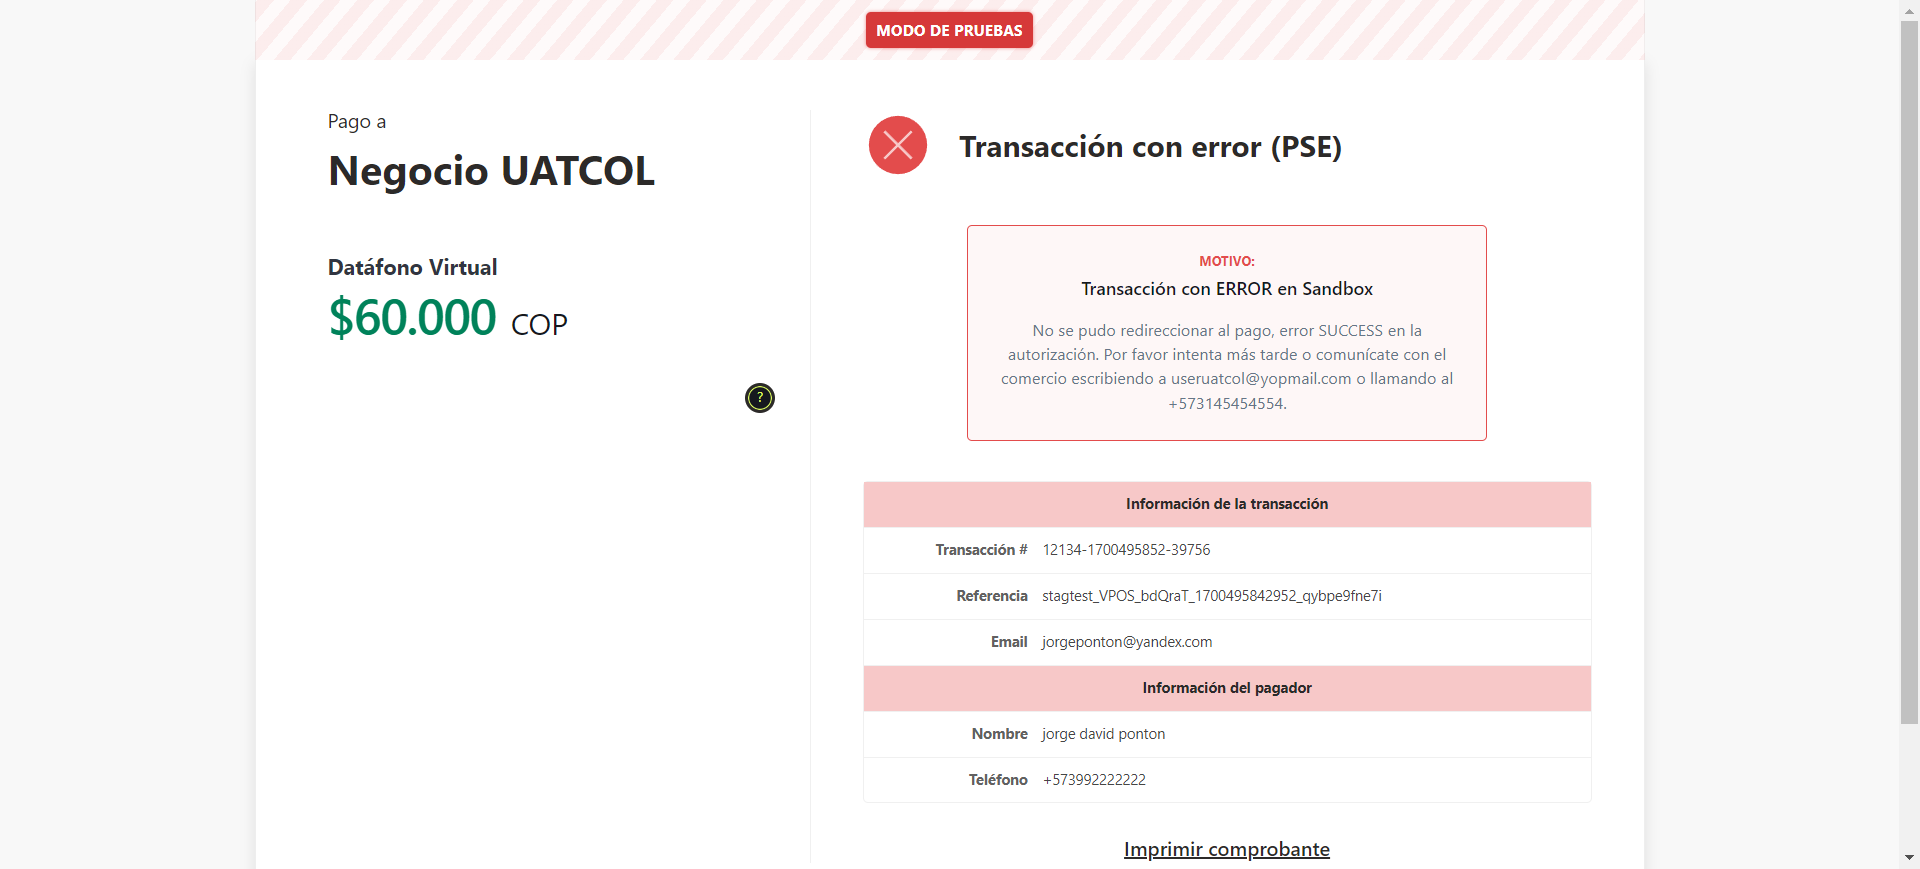 MODO DE PRUEBAS
Pago a
Negocio UATCOL
Datáfono Virtual
$60.000 COP
?
Transacción con error (PSE)
MOTIVO:
Transacción con ERROR en Sandbox
No se pudo redireccionar al pago, error SUCCESS en la
autorización. Por favor intenta más tarde o comunícate con el
comercio escribiendo a useruatcol@yopmail.com o llamando al
+573145454554.
Información de la transacción
Transacción # 12134-1700495852-39756
Referencia stagtest_VPOS_bdQraT_1700495842952_qybpe9fne7i
Email jorgeponton@yandex.com
Información del pagador
Nombre jorge david ponton
Teléfono +573992222222
Imprimir comprobante